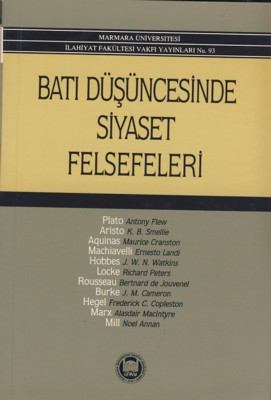 MARMARA ÜNİVERSİTESİ
İLAHİYAT FAKÜLTESİ VAKFI YAYINLARI Nu. 93
BATI DÜŞÜNCESİNDE
SİYASET
FELSEFELERİ
Plato Antony Flew
Aristo K. B. Smellie
Aquinas Maurice Cranston
Machiavelli Ernesto Landi
Hobbes J. W. N. Watkins
Locke Richard Peters
Rousseau Bertnard de Jouvenel
Burke J. M. Cameron
Hegel Frederick C. Copleston
Marx Alasdair MacIntyre
Mill Noel Annan